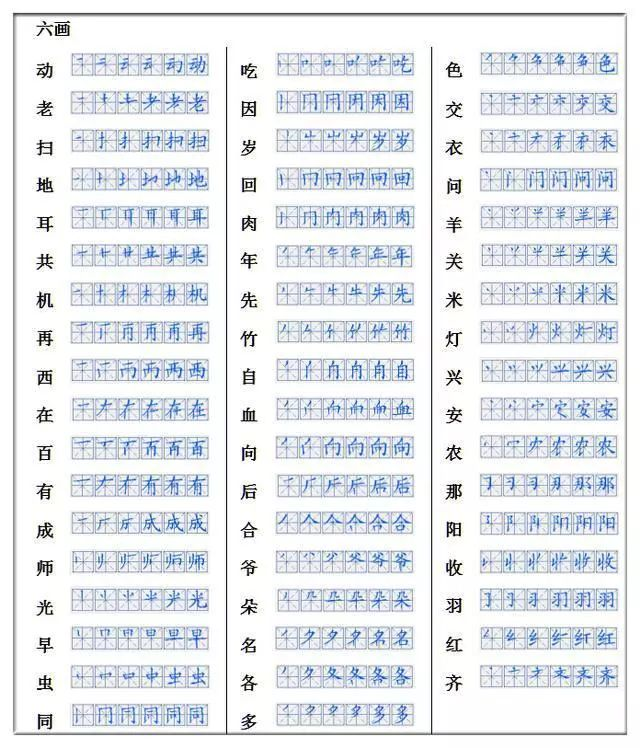 六画
动
老
扫
地
耳
共
机
再
西
在
百
有
成
师
光
早
虫
同
吃
因
岁
回
肉
年
先
竹
自
血
向
后
合
爷
朵
名
各
多
色
交
衣
问
羊
关
米
灯
兴
安
农
那
阳
收
羽
红
齐